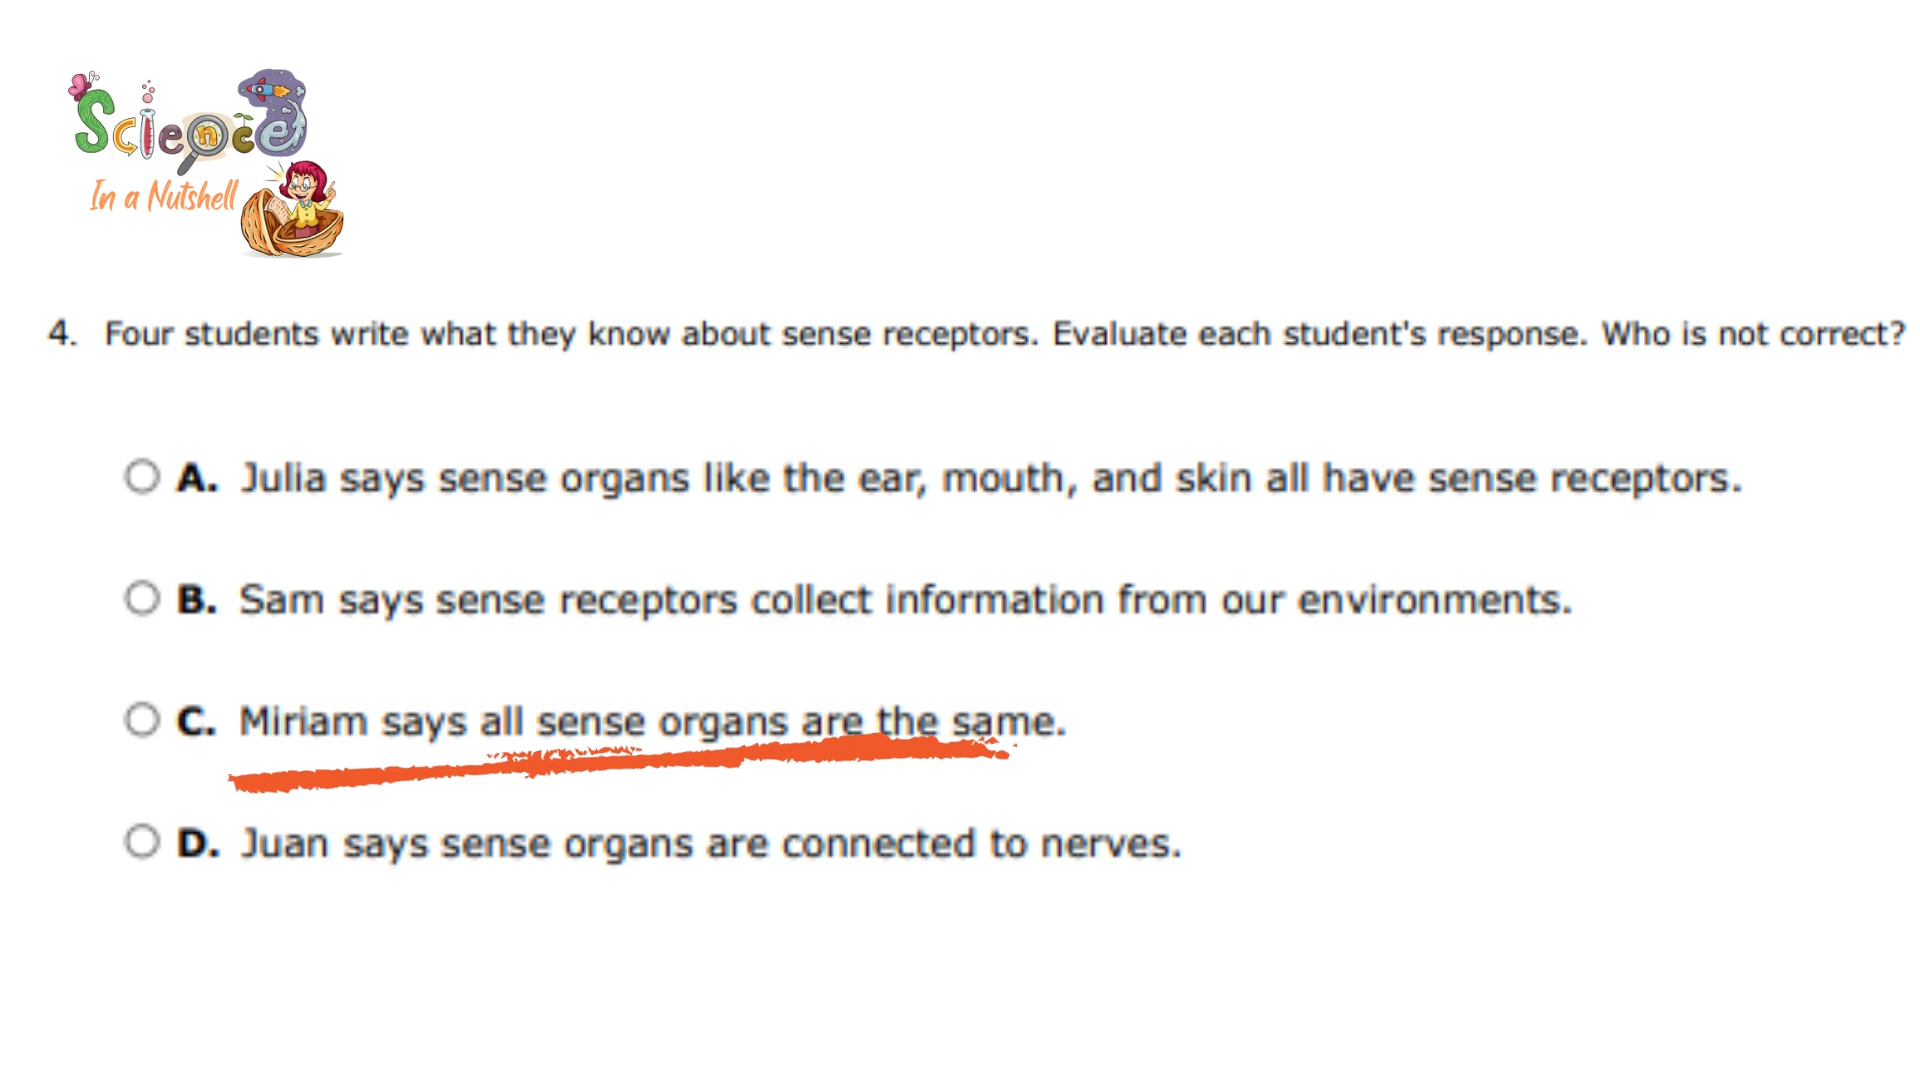 Science
In a Nutshell
4. Four students write what they know about sense receptors. Evaluate each student's response. Who is not correct?
A. Julia says sense organs like the ear, mouth, and skin all have sense receptors.
B. Sam says sense receptors collect information from our environments.
C. Miriam says all sense organs are the same.
D. Juan says sense organs are connected to nerves.